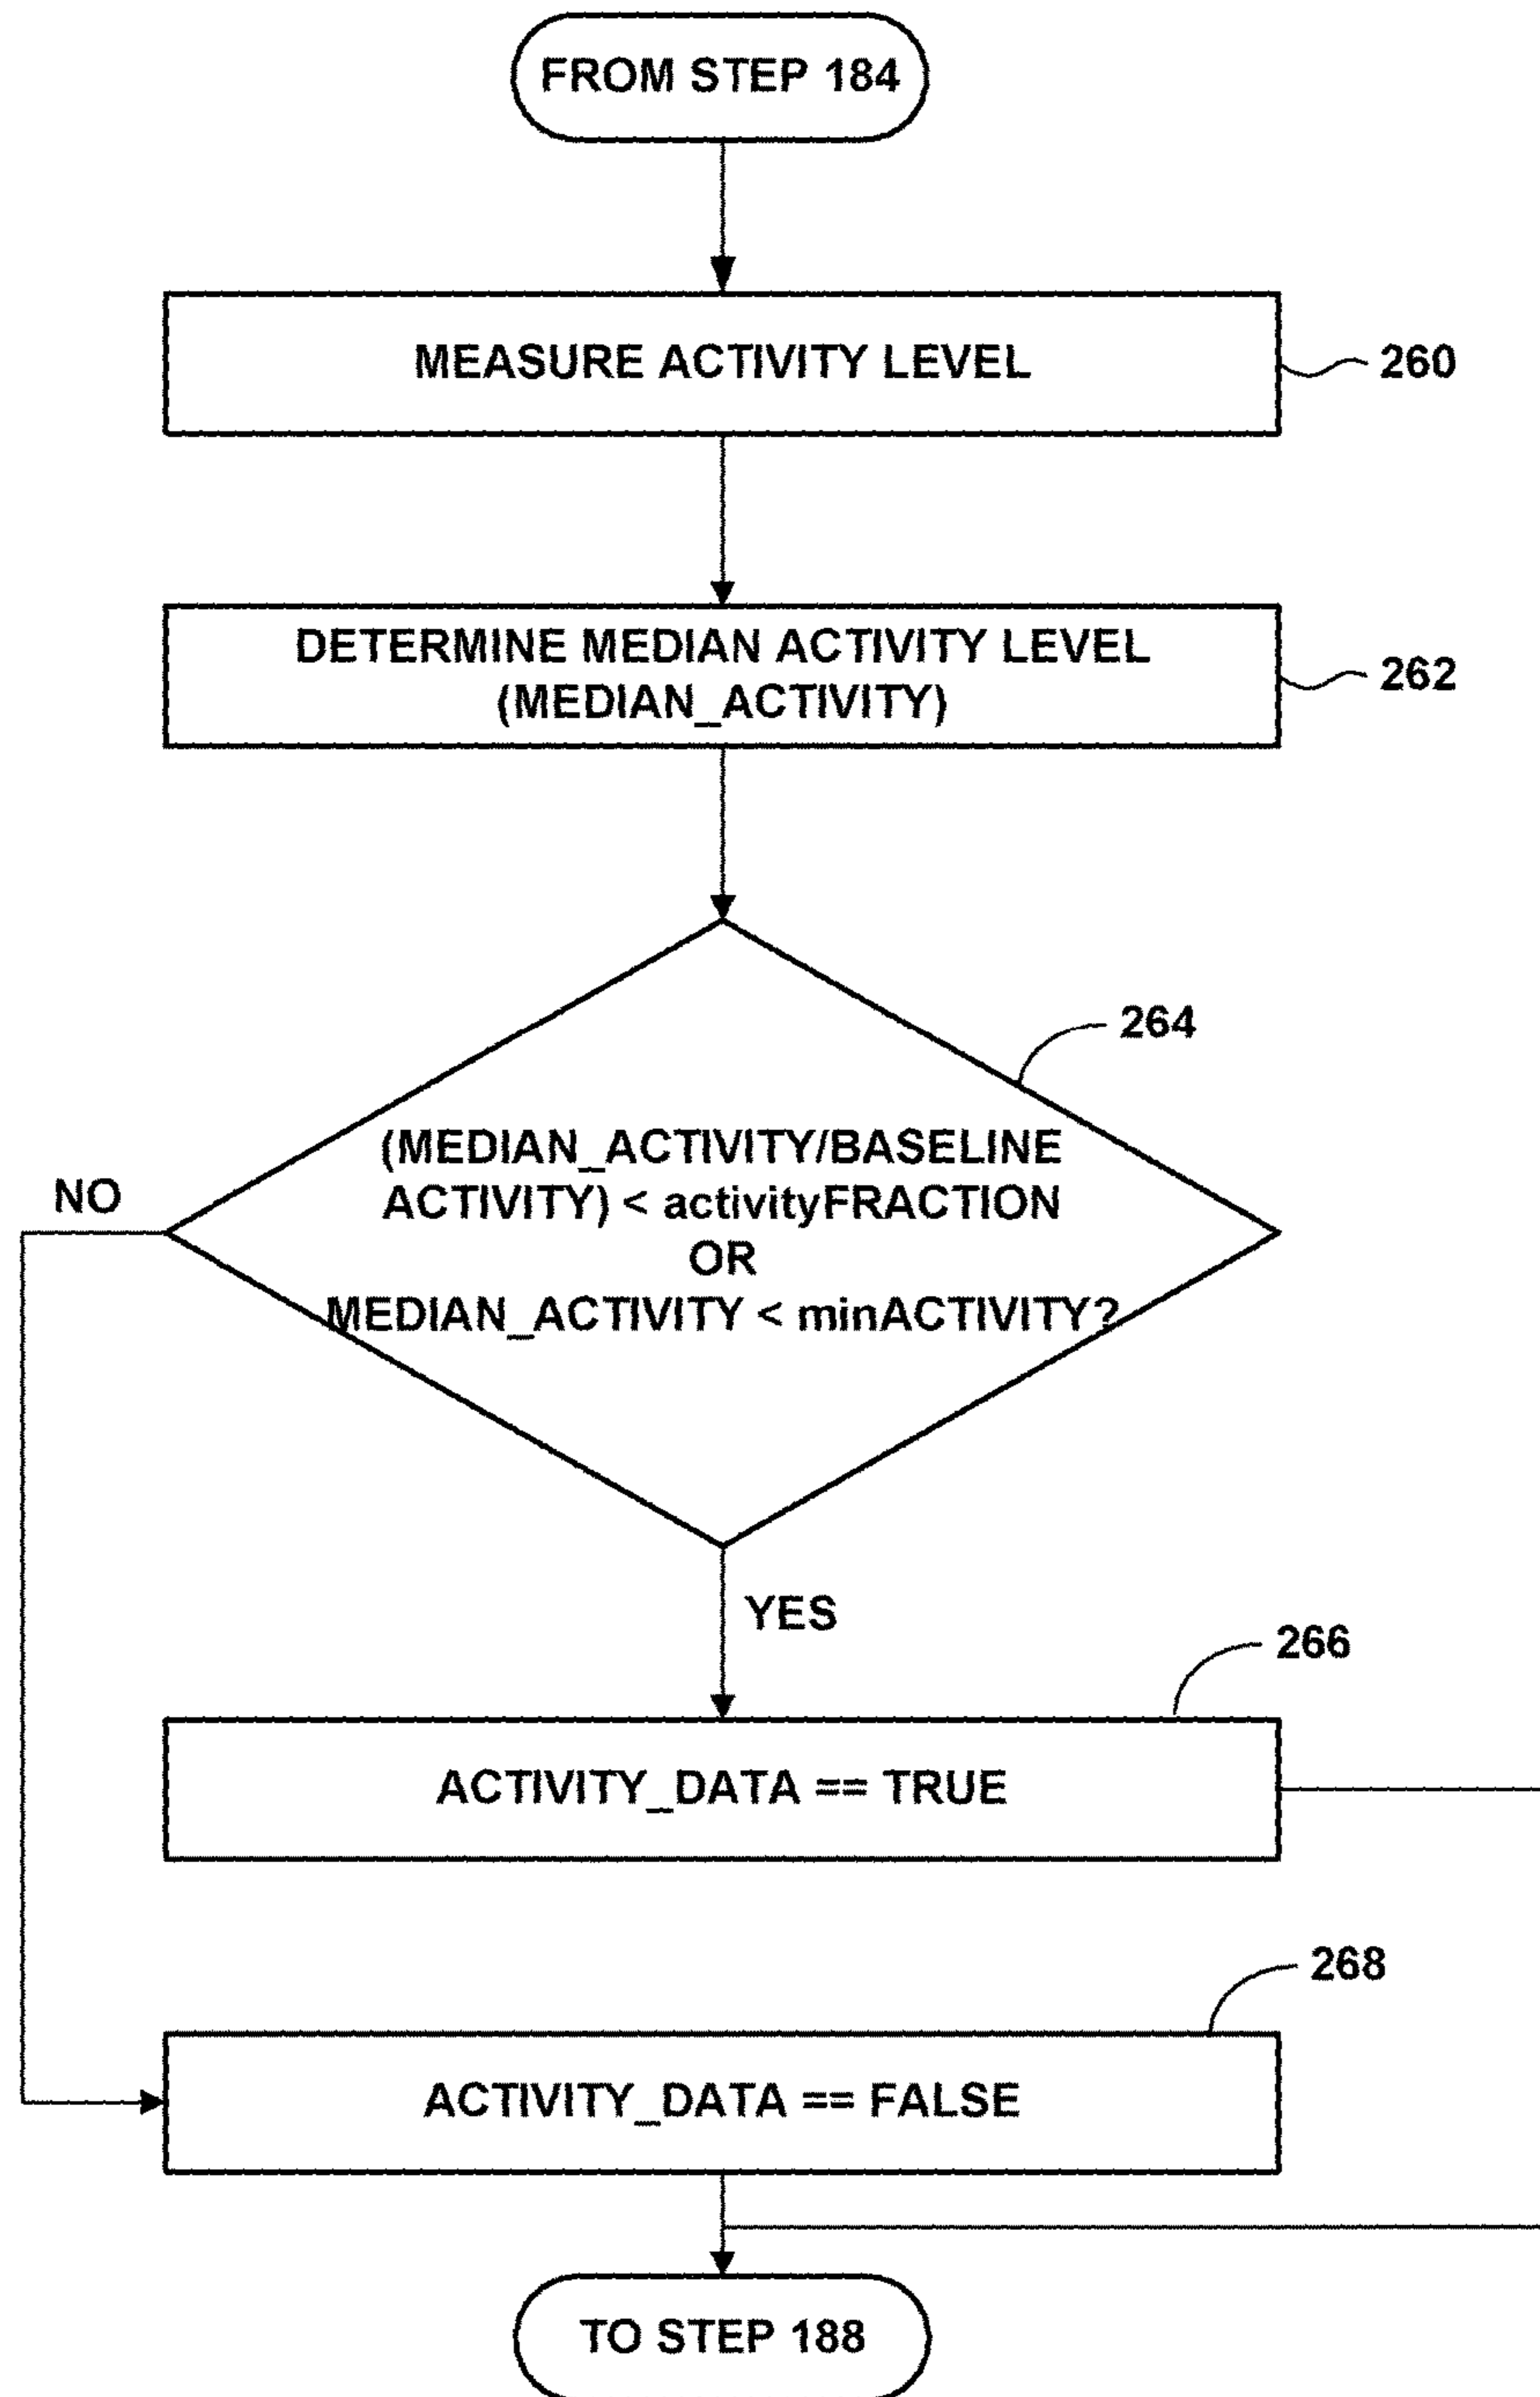 FROM STEP 184
MEASURE ACTIVITY LEVEL
260
DETERMINE MEDIAN ACTIVITY LEVEL
(MEDIAN_ACTIVITY)
262
264
(MEDIAN_ACTIVITY/BASELINE
ACTIVITY) < activityFRACTION
OR
MEDIAN_ACTIVITY < minACTIVITY?
NO
YES
266
ACTIVITY_DATA == TRUE
268
ACTIVITY_DATA == FALSE
TO STEP 188